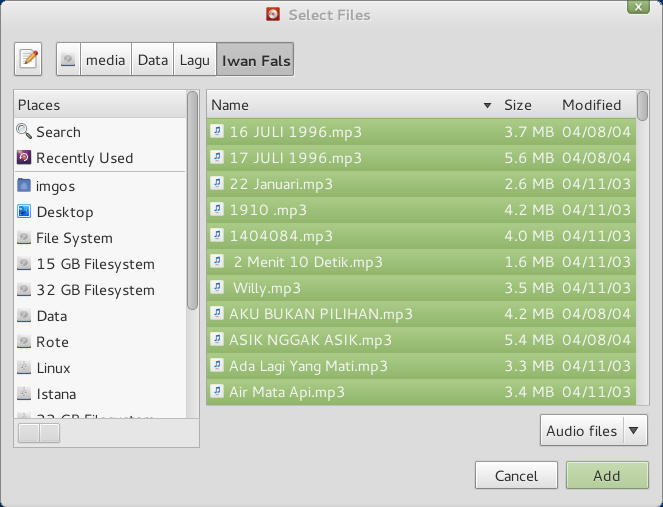 Select Files
x
media Data Lagu Iwan Fals
Places
Search
Recently Used
imgos
Desktop
File System
15 GB Filesystem
32 GB Filesystem
Data
Rote
Linux
Istana
Name Size Modified
16 JULI 1996.mp3 3.7 MB 04/08/04
17 JULI 1996.mp3 5.6 MB 04/08/04
22 Januari.mp3 2.6 MB 04/11/03
1910 .mp3 4.2 MB 04/11/03
1404084.mp3 4.0 MB 04/11/03
2 Menit 10 Detik.mp3 1.6 MB 04/11/03
Willy.mp3 3.5 MB 04/11/03
AKU BUKAN PILIHAN.mp3 4.2 MB 04/08/04
ASIK NGGAK ASIK.mp3 5.4 MB 04/08/04
Ada Lagi Yang Mati.mp3 3.3 MB 04/11/03
Air Mata Api.mp3 3.4 MB 04/11/03
Audio files
Cancel Add